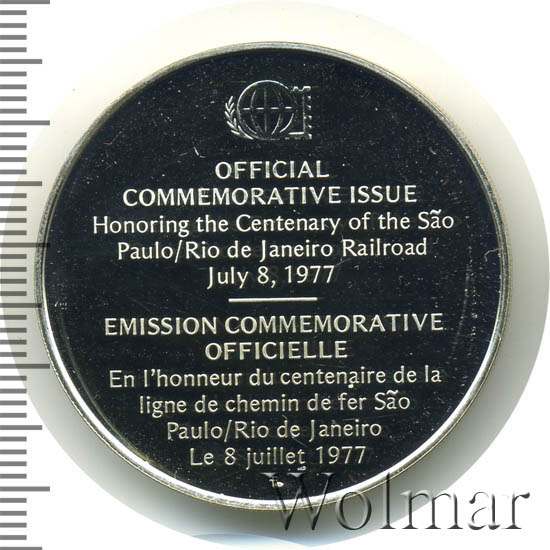 OFFICIAL
COMMEMORATIVE ISSUE
Honoring the Centenary of the São
Paulo/Rio de Janeiro Railroad
July 8, 1977
EMISSION COMMEMORATIVE
OFFICIELLE
En l'honneur du centenaire de la
ligne de chemin de fer São
Paulo/Rio de Janeiro
Le 8 juillet 1977
Wolmar